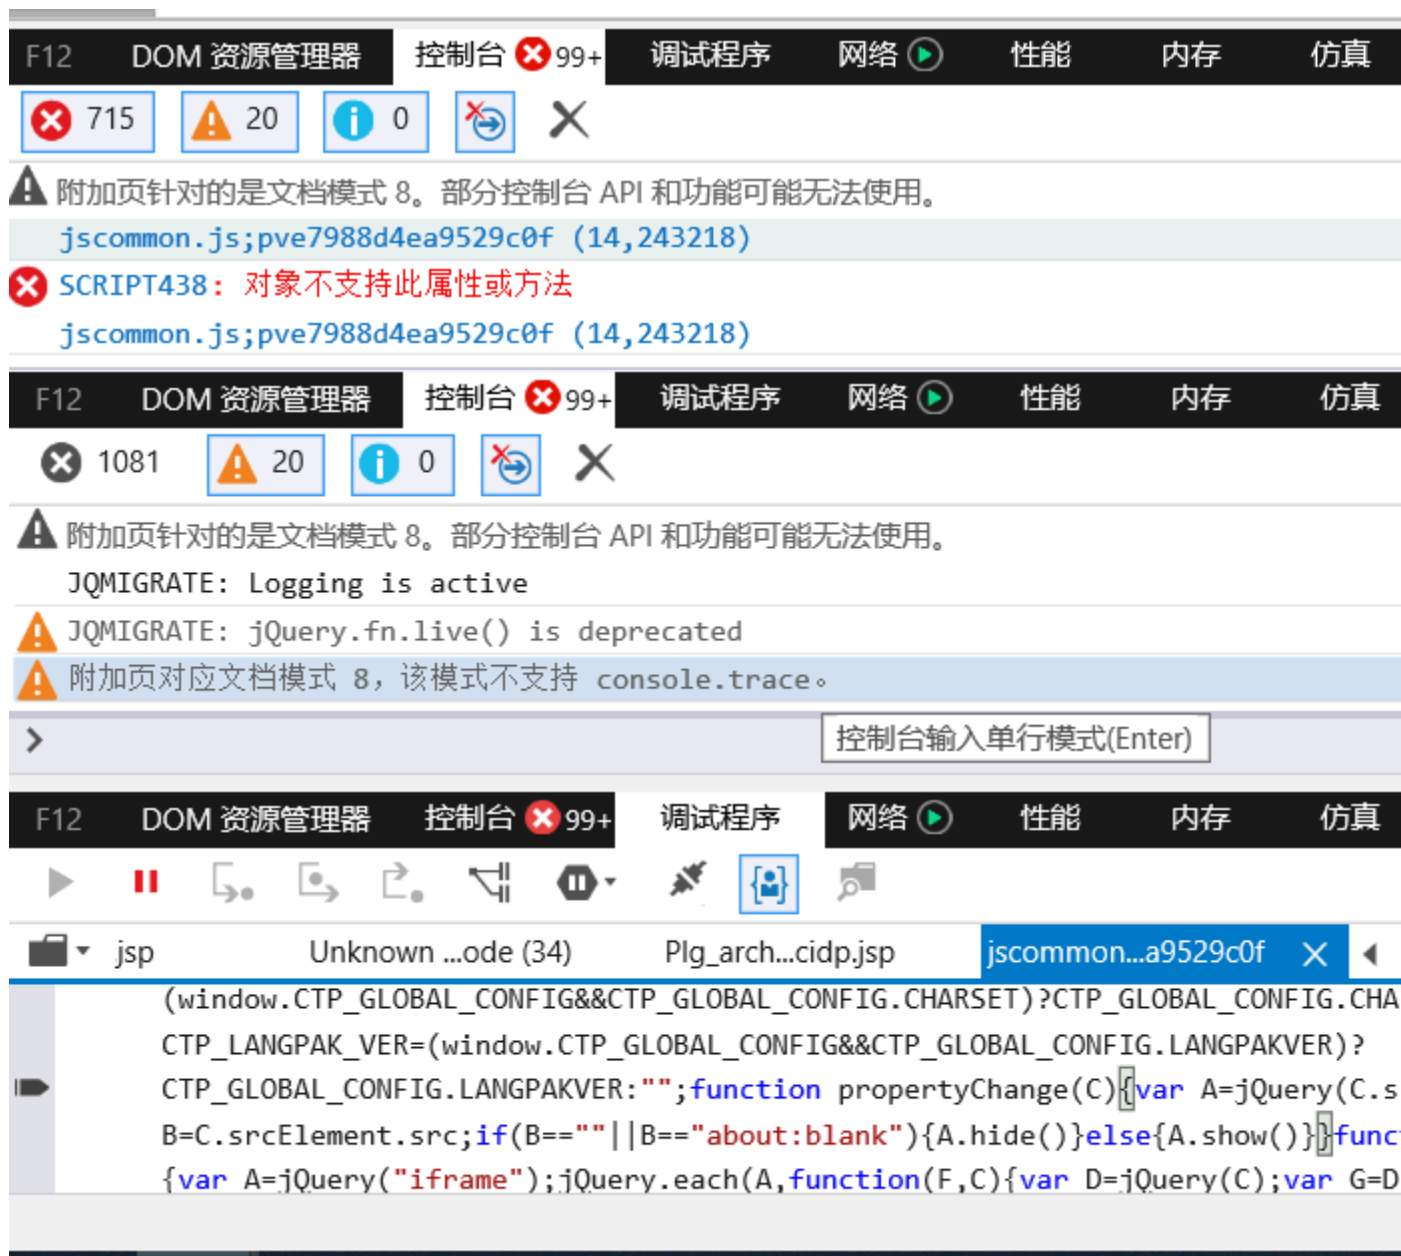 F12 DOM 资源管理器 控制台 99+ 调试程序 网络 性能 内存 仿真
715 20 0
附加页针对的是文档模式 8。部分控制台 API 和功能可能无法使用。
jscommon.js;pve7988d4ea9529c0f (14,243218)
SCRIPT438: 对象不支持此属性或方法
jscommon.js;pve7988d4ea9529c0f (14,243218)
F12 DOM 资源管理器 控制台 99+ 调试程序 网络 性能 内存 仿真
1081 20 0
附加页针对的是文档模式 8。部分控制台 API 和功能可能无法使用。
JQMIGRATE: Logging is active
JQMIGRATE: jQuery.fn.live() is deprecated
附加页对应文档模式 8，该模式不支持 console.trace。
控制台输入单行模式(Enter)
F12 DOM 资源管理器 控制台 99+ 调试程序 网络 性能 内存 仿真
jsp Unknown ...ode (34) Plg_arch...cidp.jsp jscommon...a9529c0f
(window.CTP_GLOBAL_CONFIG&&CTP_GLOBAL_CONFIG.CHARSET)?CTP_GLOBAL_CONFIG.CHA
CTP_LANGPAK_VER=(window.CTP_GLOBAL_CONFIG&&CTP_GLOBAL_CONFIG.LANGPAKVER)?
CTP_GLOBAL_CONFIG.LANGPAKVER:"";function propertyChange(C){var A=jQuery(C.s
B=C.srcElement.src;if(B==""||B=="about:blank"){A.hide()}else{A.show()}}func
{var A=jQuery("iframe");jQuery.each(A,function(F,C){var D=jQuery(C);var G=D